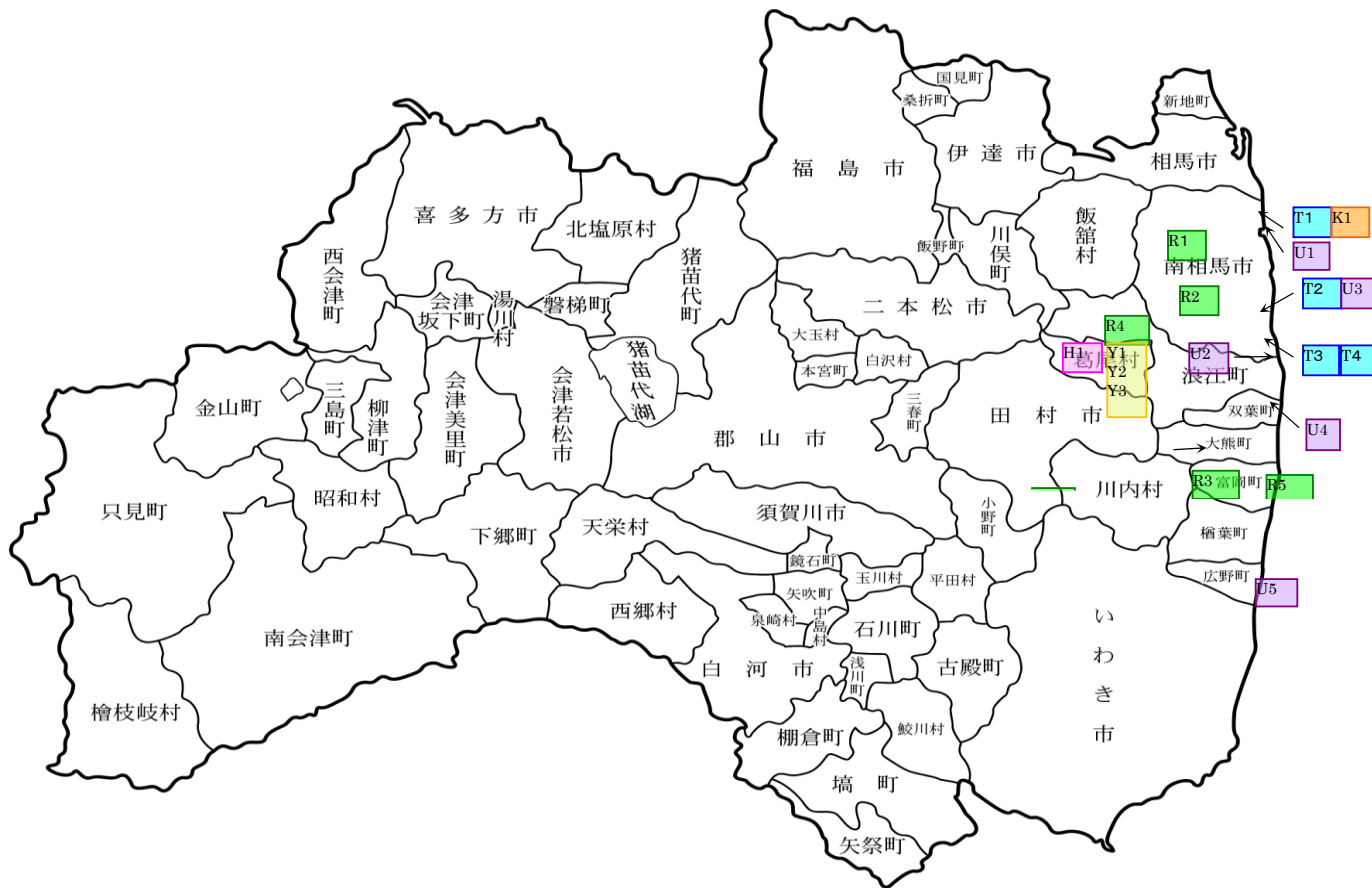 国見町
桑折町
新地町
伊達市
相馬市
福島市
喜多方市
北塩原村
猪苗代町
飯野町
川俣町
飯舘村
T1
K1
R1
南相馬市
U1
西会津町
会津坂下町
湯川村
磐梯町
二本松市
R2
T2
U3
大玉村
白沢村
本宮町
R4
H1
葛尾村
Y1
Y2
Y3
U2
浪江町
T3
T4
猪苗代湖
金山町
三島町
柳津町
会津美里町
会津若松市
郡山市
三春町
田村市
双葉町
U4
大熊町
只見町
昭和村
下郷町
天栄村
須賀川市
小野町
川内村
R3
富岡町
R5
楢葉町
鏡石町
玉川村
平田村
広野町
U5
矢吹町
泉崎村
中島村
西郷村
石川町
南会津町
白河市
浅川町
古殿町
いわき市
檜枝岐村
棚倉町
鮫川村
塙町
矢祭町